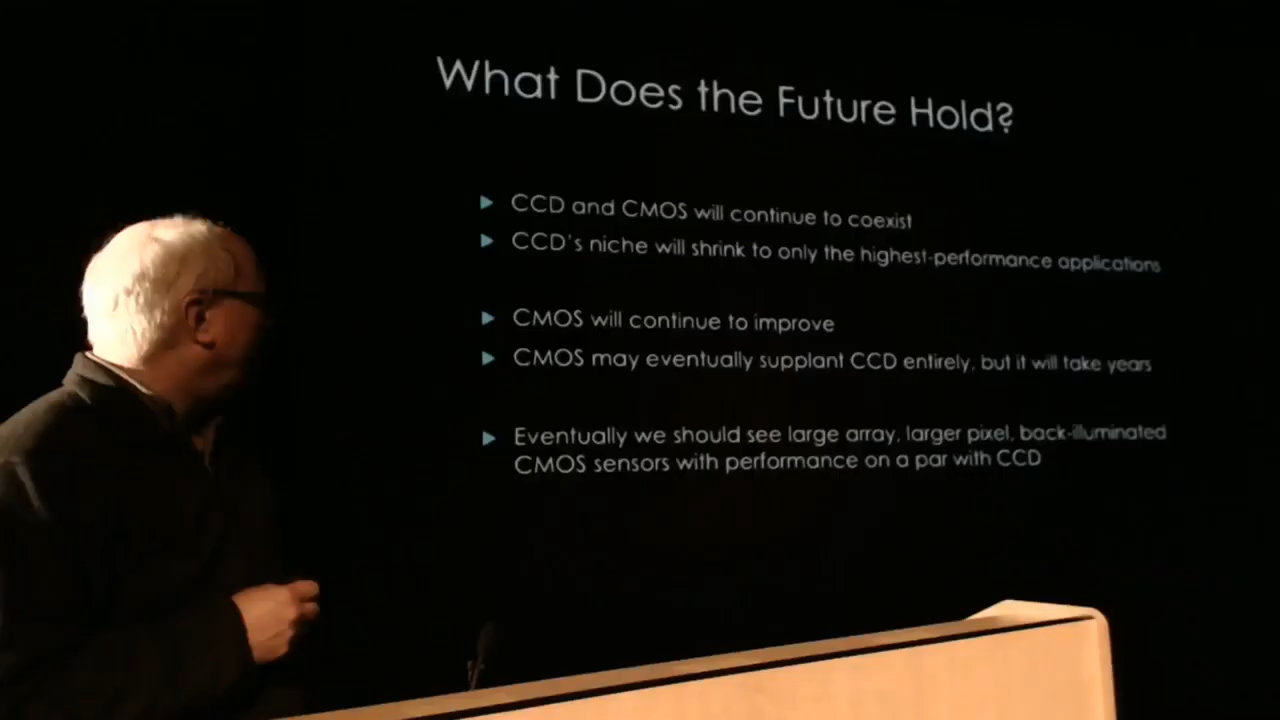 What Does the Future Hold?
CCD and CMOS will continue to coexist
CCD's niche will shrink to only the highest-performance applications
CMOS will continue to improve
CMOS may eventually supplant CCD entirely, but it will take years
Eventually we should see large array, larger pixel, back-illuminated
CMOS sensors with performance on a par with CCD